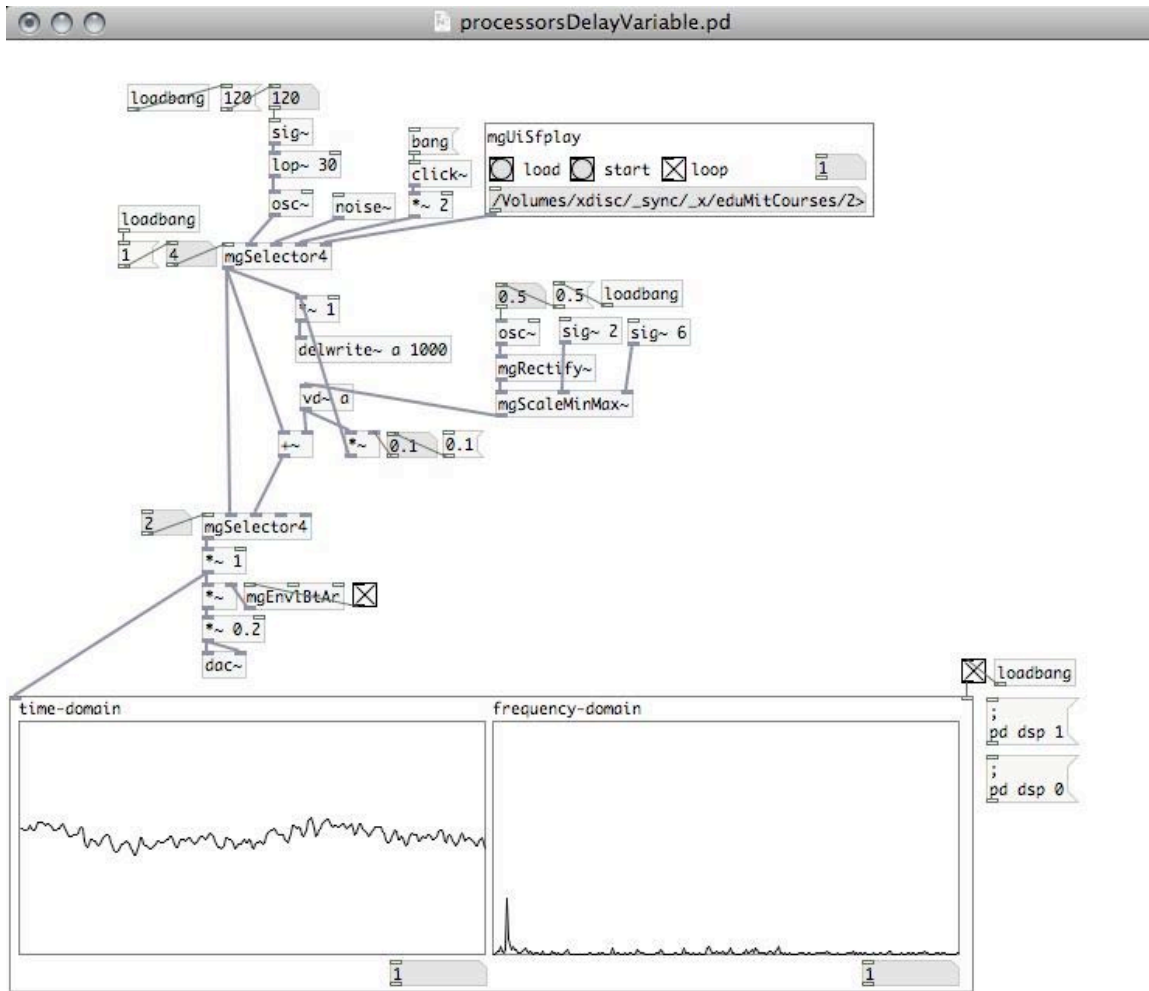 processorsDelayVariable.pd
loadbang 120 120
sig~
lop~ 30
osc~
noise~
bang
click~
*~ 2
mgUiSfplay
load start loop 1
/Volumes/xdisc/_sync/_x/eduMitCourses/2>
loadbang
1 4 mgSelector4
*~ 1
delwrite~ a 1000
vd~ a
+~ *~ 0.1 0.1
0.5 0.5 loadbang
osc~ sig~ 2 sig~ 6
mgRectify~
mgScaleMinMax~
2 mgSelector4
*~ 1
*~ mgEnvlBtAr
*~ 0.2
dac~
loadbang
;
pd dsp 1
;
pd dsp 0
time-domain
frequency-domain
1
1